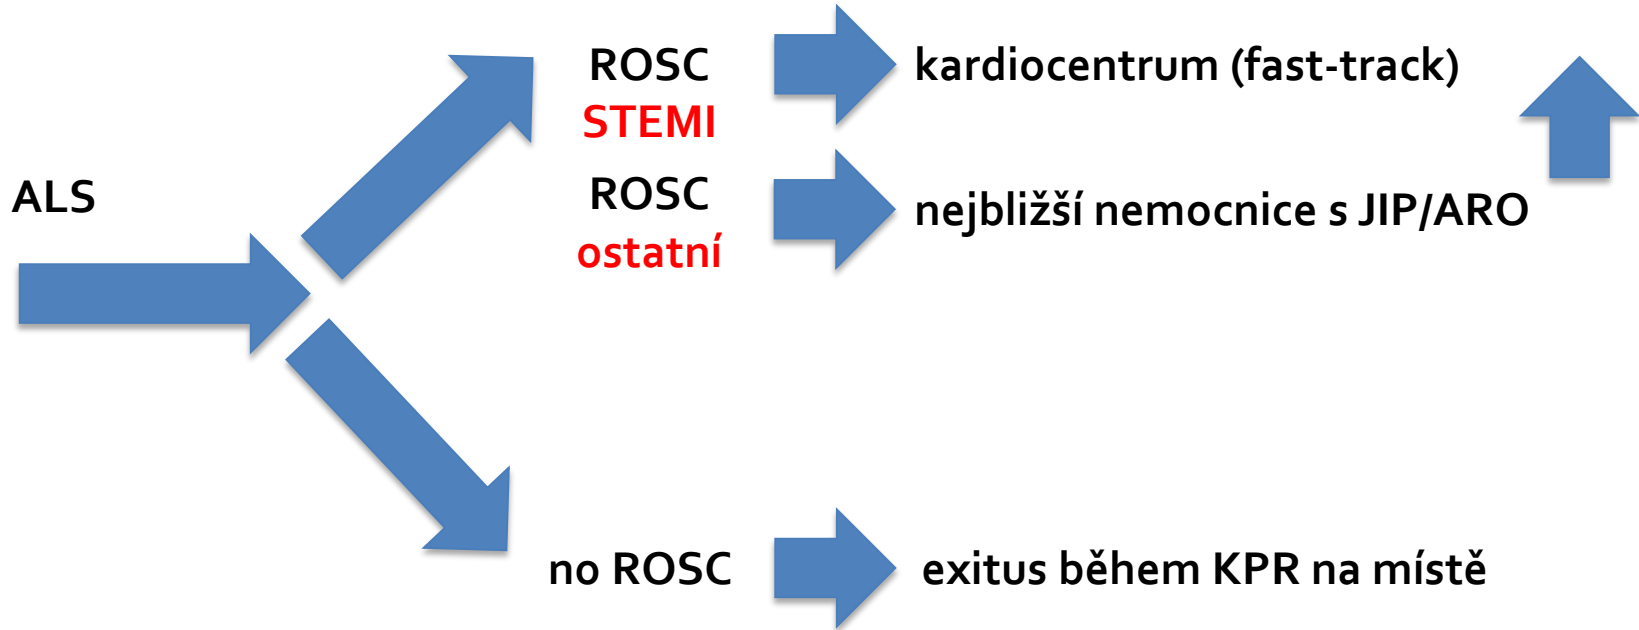 ALS
ROSC
STEMI
kardiocentrum (fast-track)
ROSC
ostatní
nejbližší nemocnice s JIP/ARO
no ROSC
exitus během KPR na místě